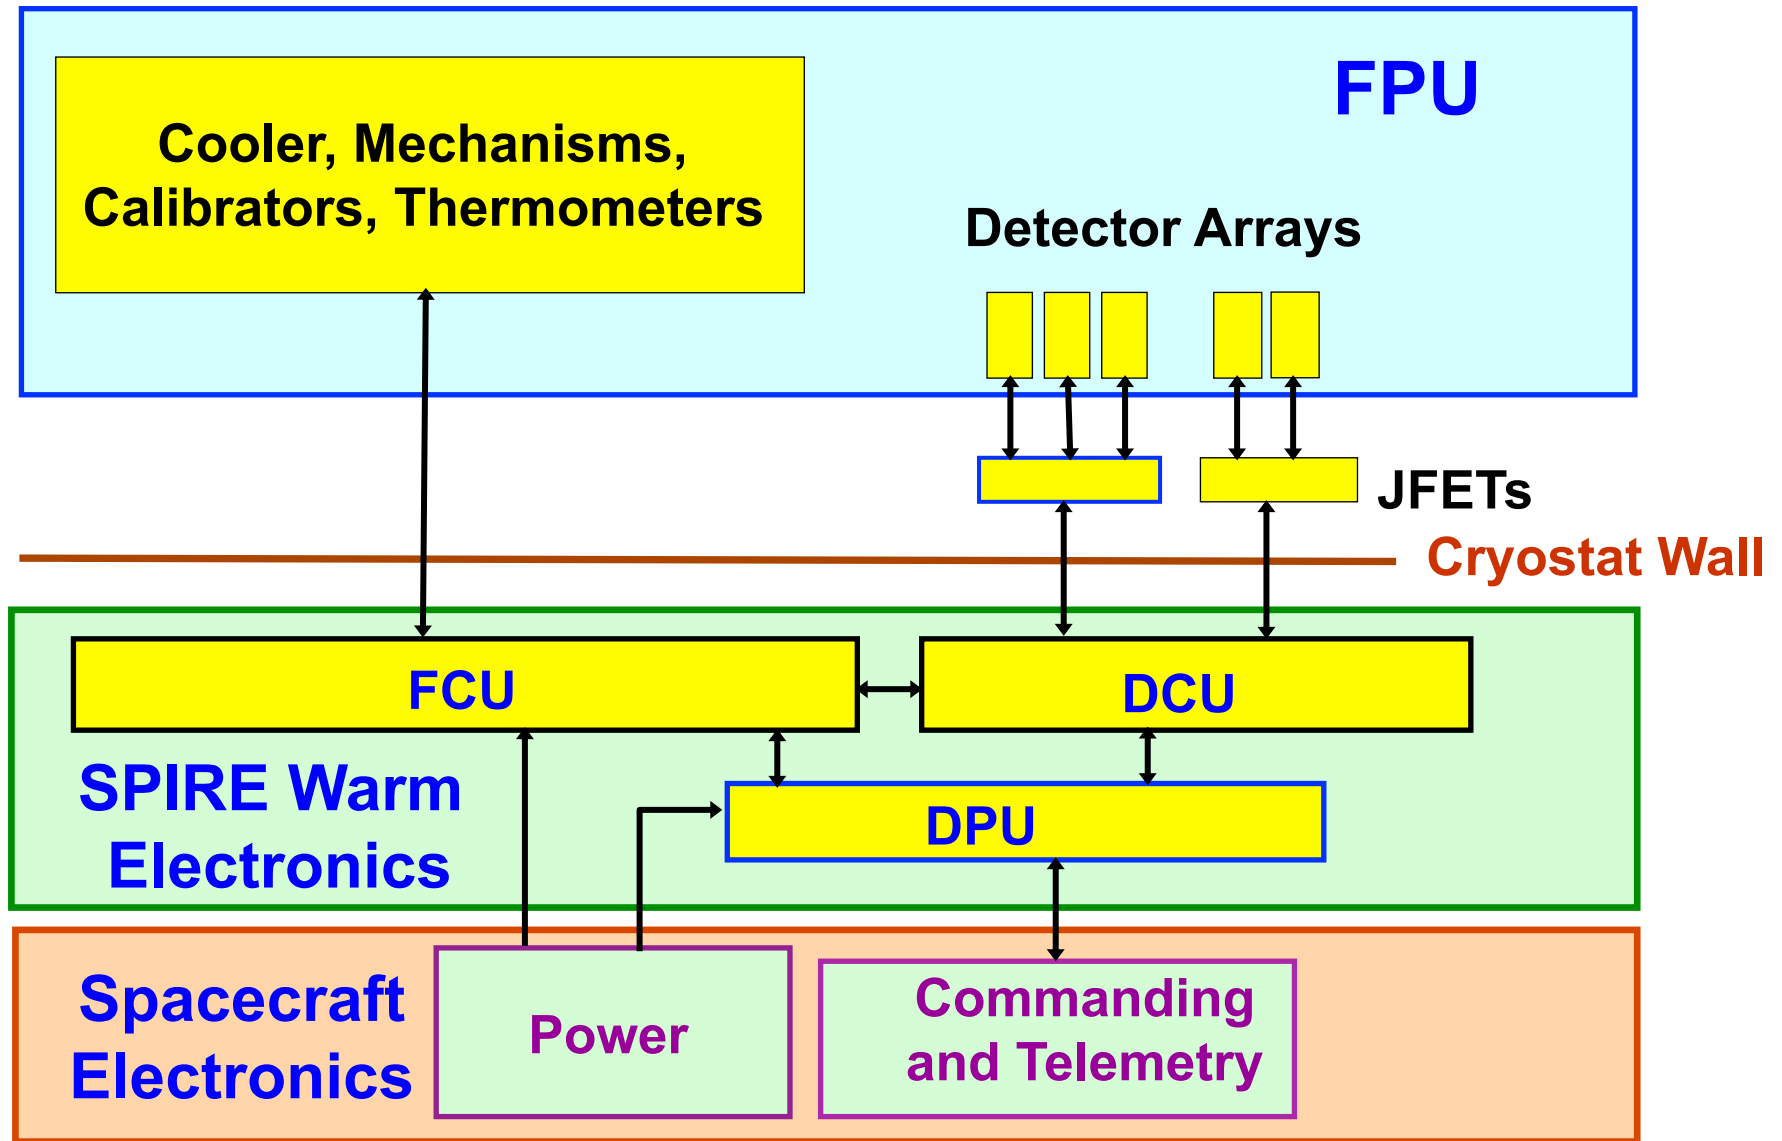 FPU
Cooler, Mechanisms,
Calibrators, Thermometers
Detector Arrays
JFETs
Cryostat Wall
FCU
DCU
SPIRE Warm
Electronics
DPU
Spacecraft
Electronics
Power
Commanding
and Telemetry